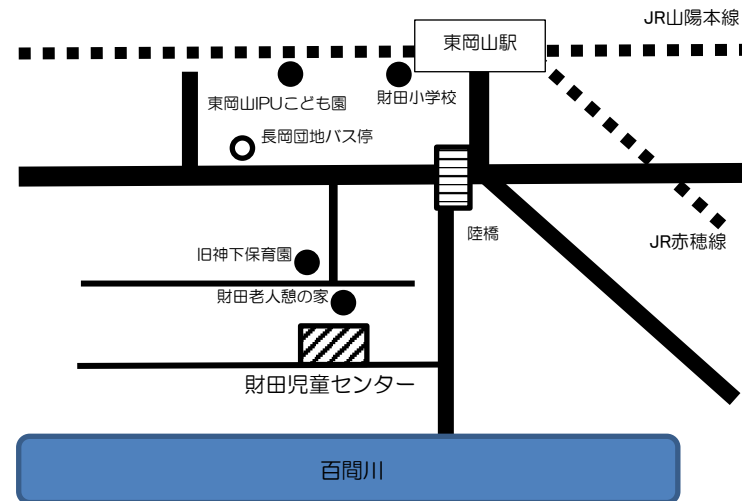 JR山陽本線
東岡山駅
東岡山IPUこども園
財田小学校
長岡団地バス停
陸橋
JR赤穂線
旧神下保育園
財田老人憩の家
財田児童センター
百間川